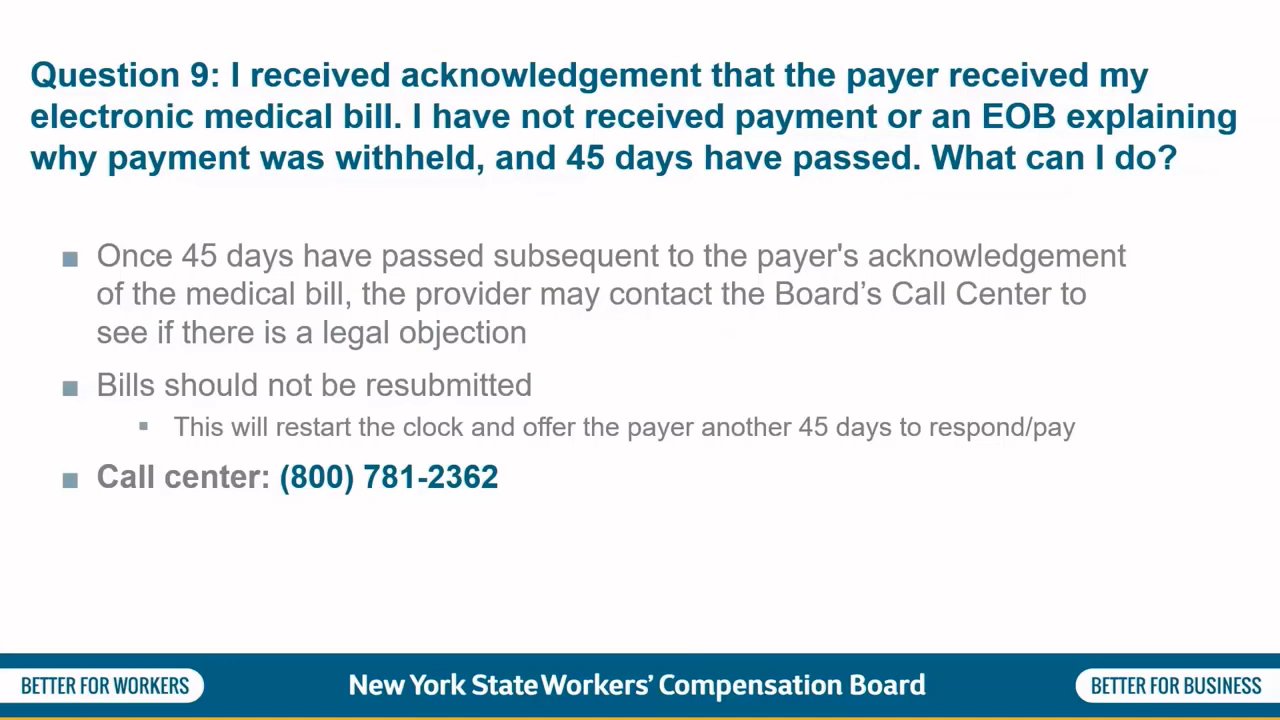 Question 9: I received acknowledgement that the payer received my
electronic medical bill. I have not received payment or an EOB explaining
why payment was withheld, and 45 days have passed. What can I do?
■ Once 45 days have passed subsequent to the payer's acknowledgement
of the medical bill, the provider may contact the Board’s Call Center to
see if there is a legal objection
■ Bills should not be resubmitted
▪ This will restart the clock and offer the payer another 45 days to respond/pay
■ Call center: (800) 781-2362
BETTER FOR WORKERS
New York State Workers’ Compensation Board
BETTER FOR BUSINESS